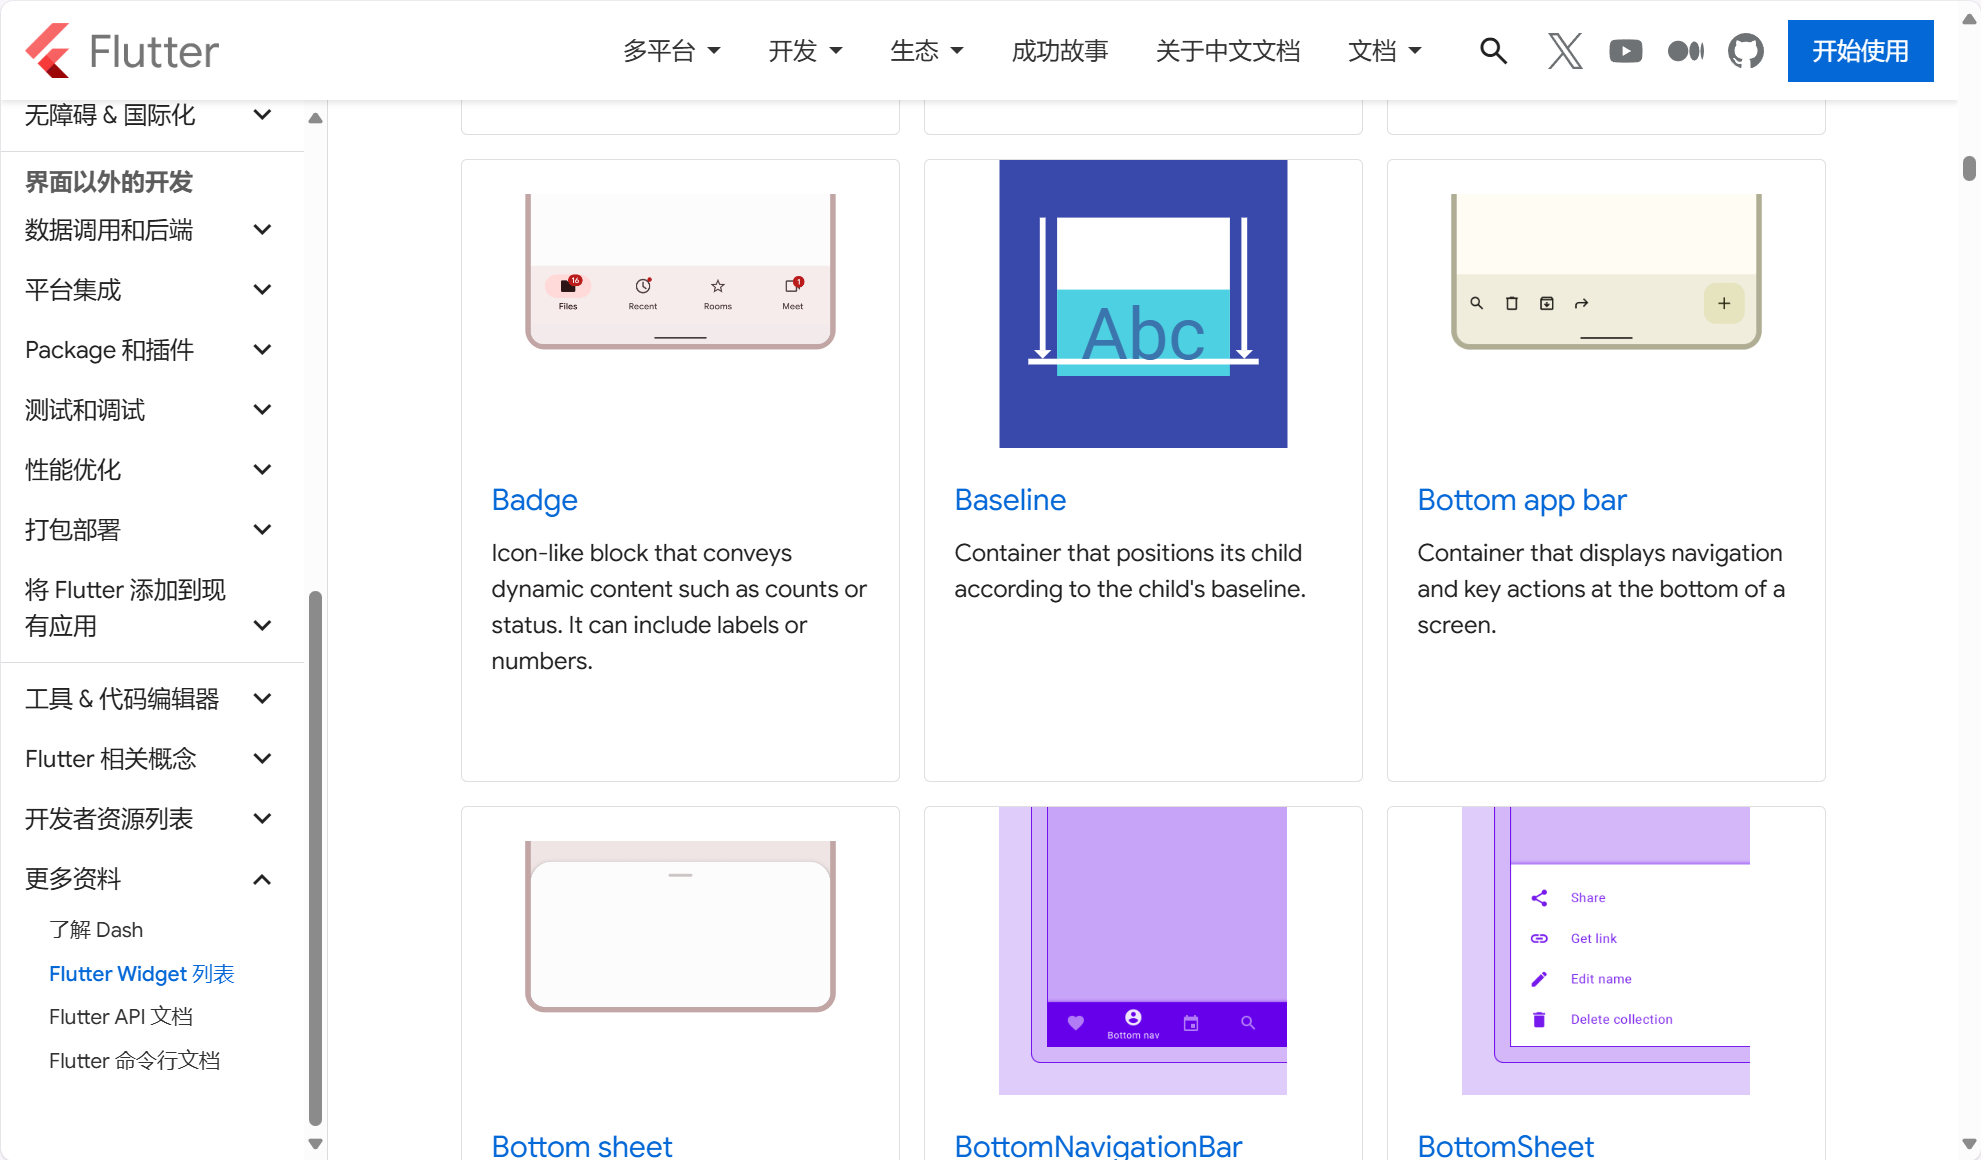 Flutter
多平台
开发
生态
成功故事
关于中文文档
文档
开始使用
无障碍 & 国际化
界面以外的开发
数据调用和后端
平台集成
Package 和插件
测试和调试
性能优化
打包部署
将 Flutter 添加到现
有应用
工具 & 代码编辑器
Flutter 相关概念
开发者资源列表
更多资料
了解 Dash
Flutter Widget 列表
Flutter API 文档
Flutter 命令行文档
16
1
Files
Recent
Rooms
Meet
Badge
Icon-like block that conveys
dynamic content such as counts or
status. It can include labels or
numbers.
Abc
Baseline
Container that positions its child
according to the child's baseline.
Bottom app bar
Container that displays navigation
and key actions at the bottom of a
screen.
Bottom sheet
Bottom nav
BottomNavigationBar
Share
Get link
Edit name
Delete collection
BottomSheet